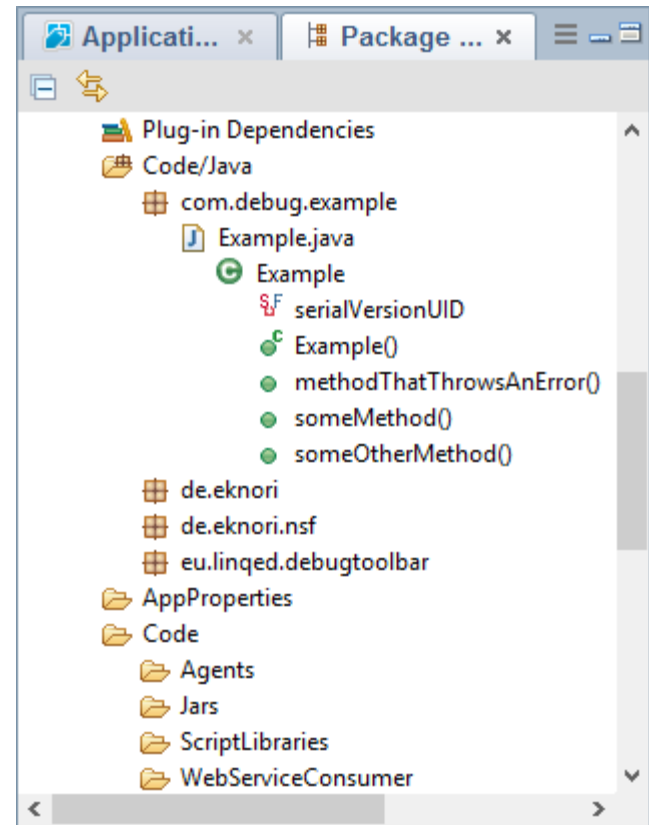 Applicati... Package ...
Plug-in Dependencies
Code/Java
com.debug.example
Example.java
Example
serialVersionUID
Example()
methodThatThrowsAnError()
someMethod()
someOtherMethod()
de.eknori
de.eknori.nsf
eu.linqed.debugtoolbar
AppProperties
Code
Agents
Jars
ScriptLibraries
WebServiceConsumer